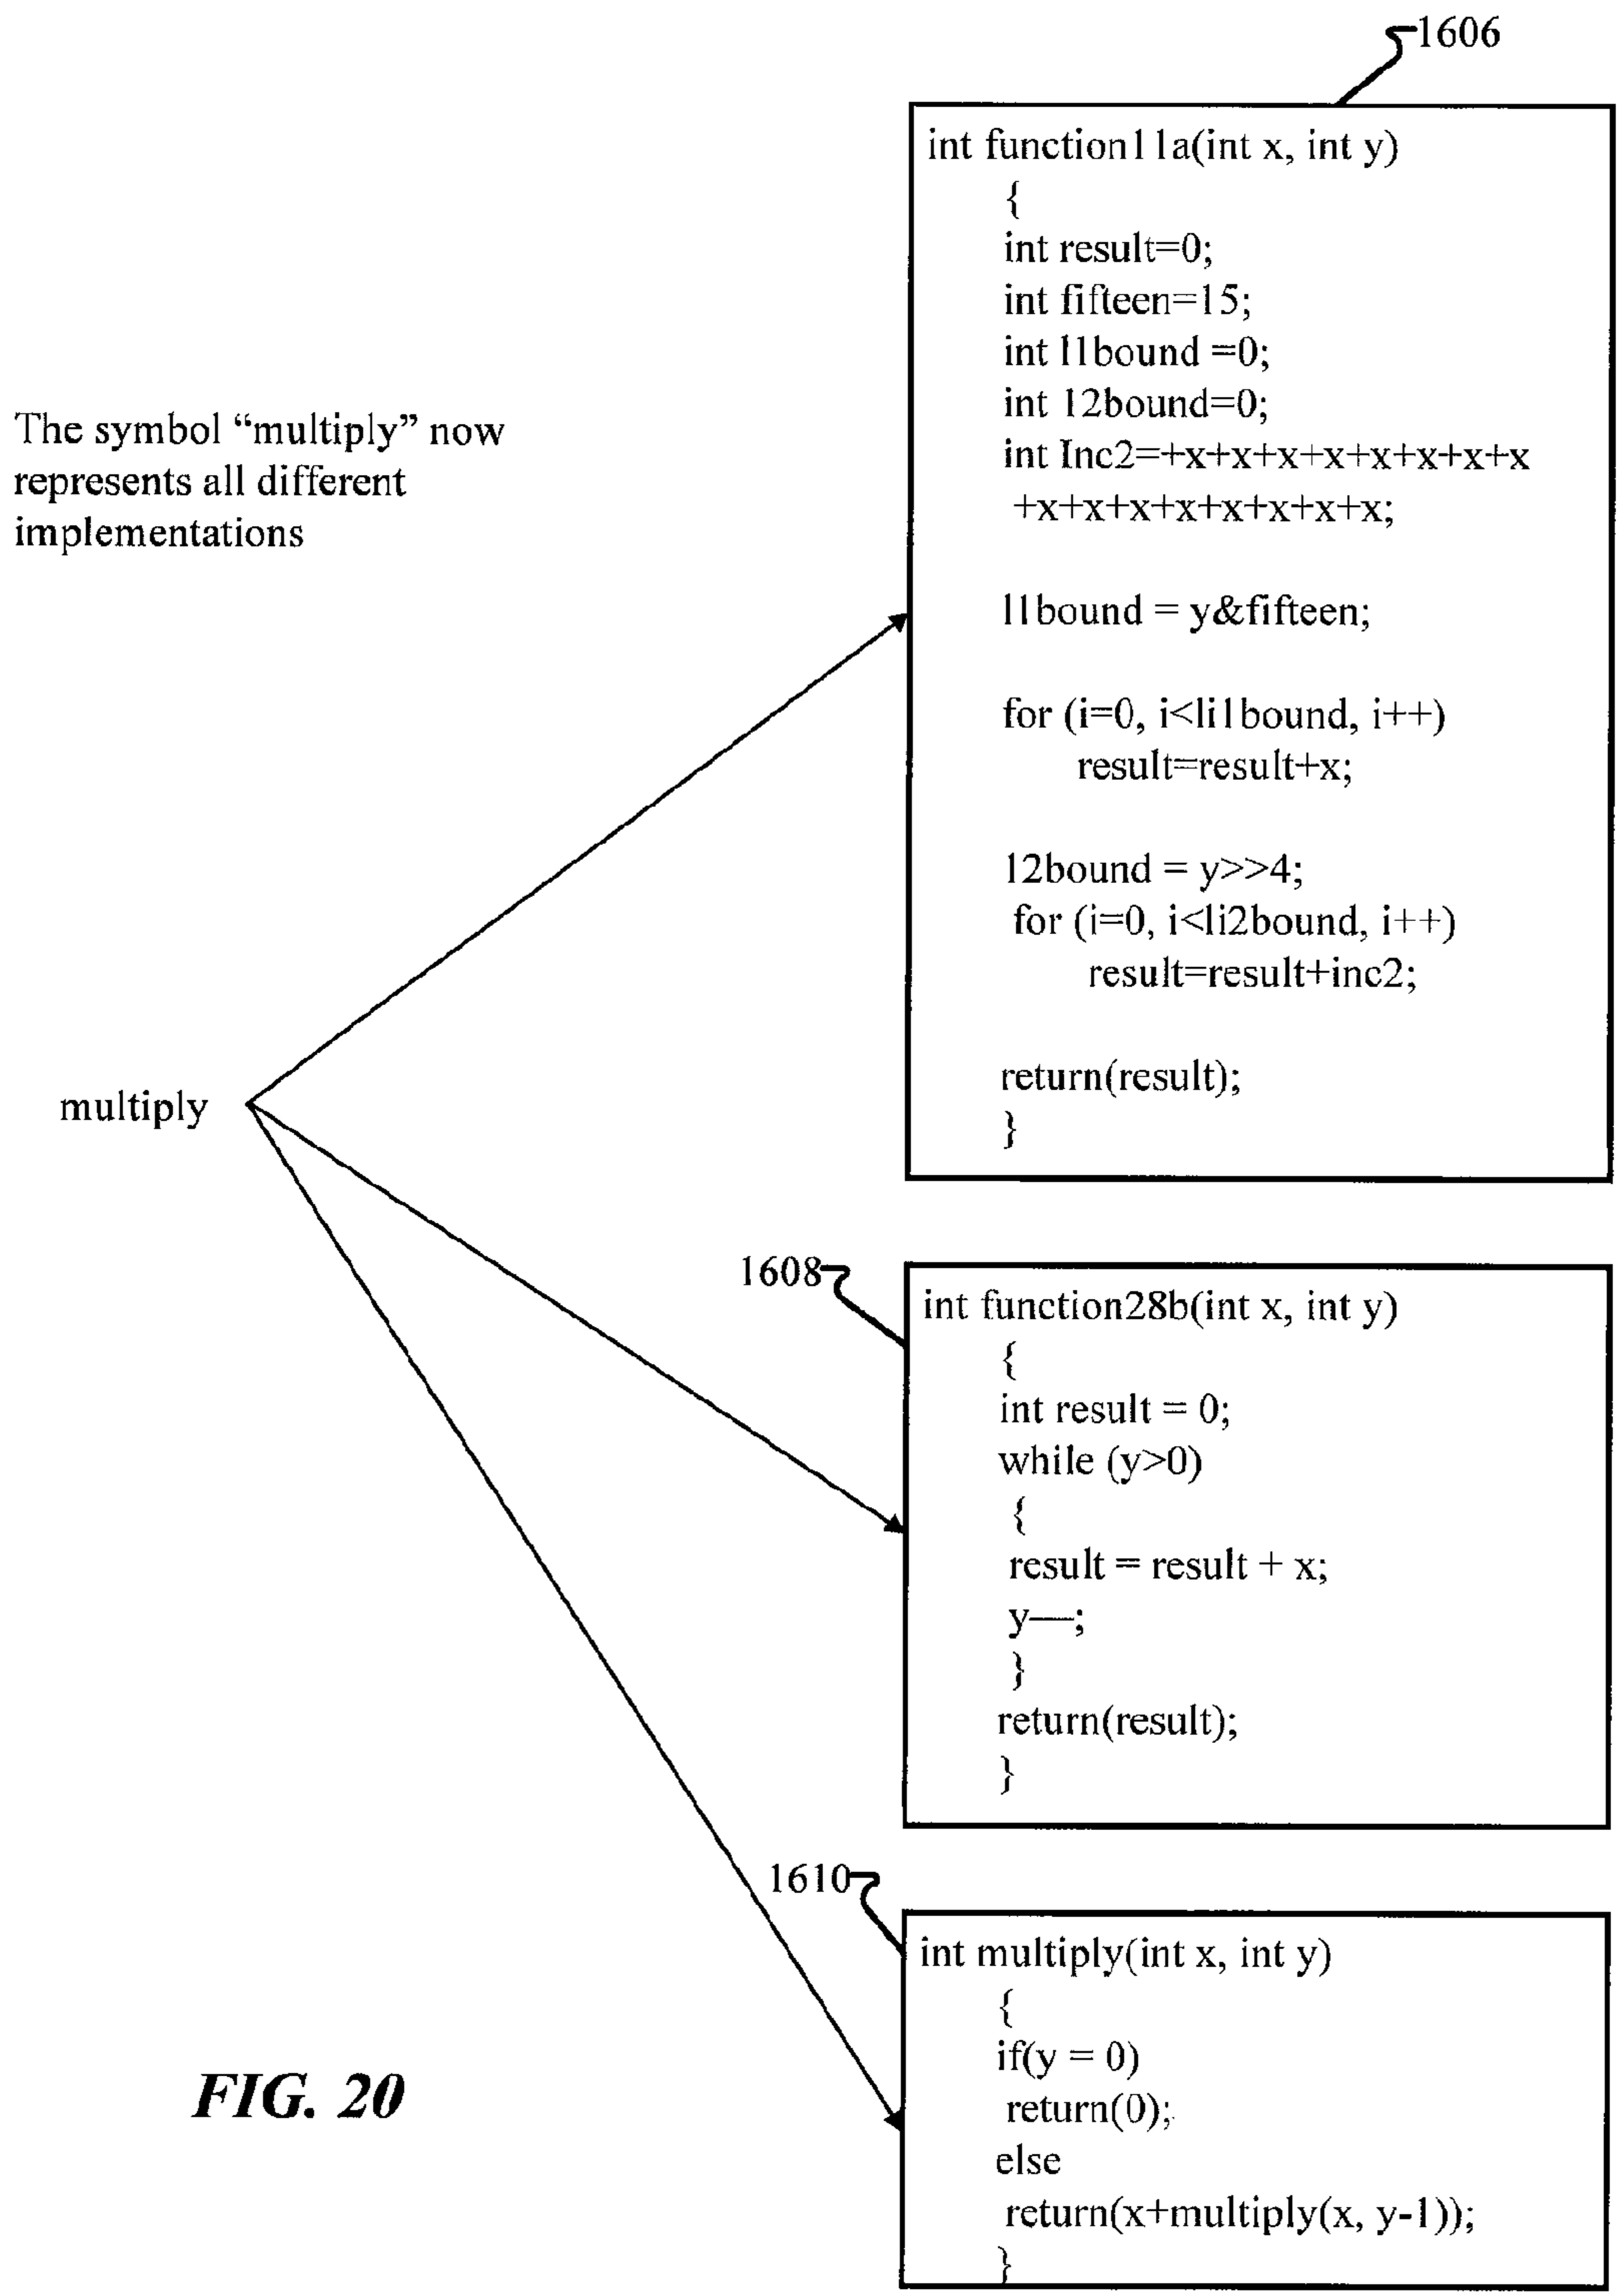 1606
int function11a(int x, int y)
{
int result=0;
int fifteen=15;
int l1bound =0;
int l2bound=0;
int Inc2=+x+x+x+x+x+x+x+x
+x+x+x+x+x+x+x+x;
l1bound = y&fifteen;
for (i=0, i<li1bound, i++)
result=result+x;
l2bound = y>>4;
for (i=0, i<li2bound, i++)
result=result+inc2;
return(result);
}
The symbol “multiply” now
represents all different
implementations
multiply
1608
int function28b(int x, int y)
{
int result = 0;
while (y>0)
{
result = result + x;
y—;
}
return(result);
}
1610
int multiply(int x, int y)
{
if(y = 0)
return(0);
else
return(x+multiply(x, y-1));
}
FIG. 20